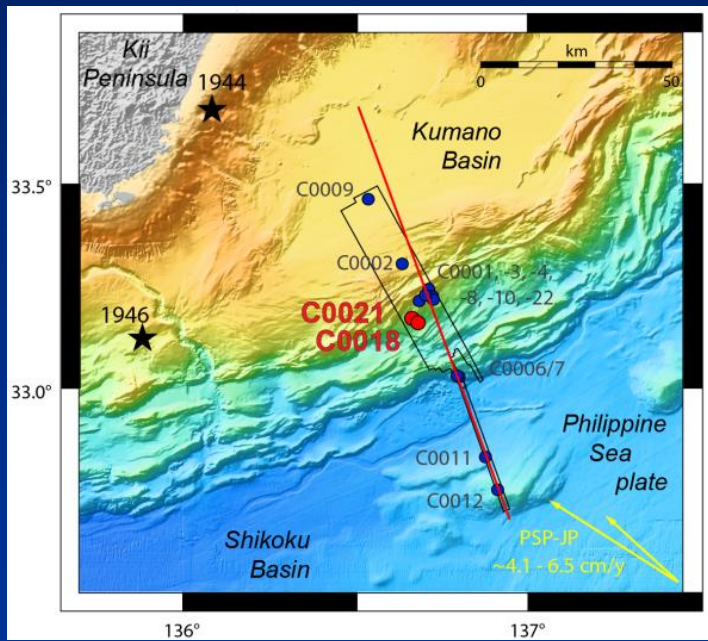 Kii
Peninsula
1944
km
0
50
Kumano
Basin
33.5°
C0009
C0002
C0001, -3, -4,
-8, -10, -22
C0021
C0018
1946
C0006/7
33.0°
Philippine
Sea
plate
C0011
C0012
PSP-JP
~4.1 - 6.5 cm/y
Shikoku
Basin
136°
137°